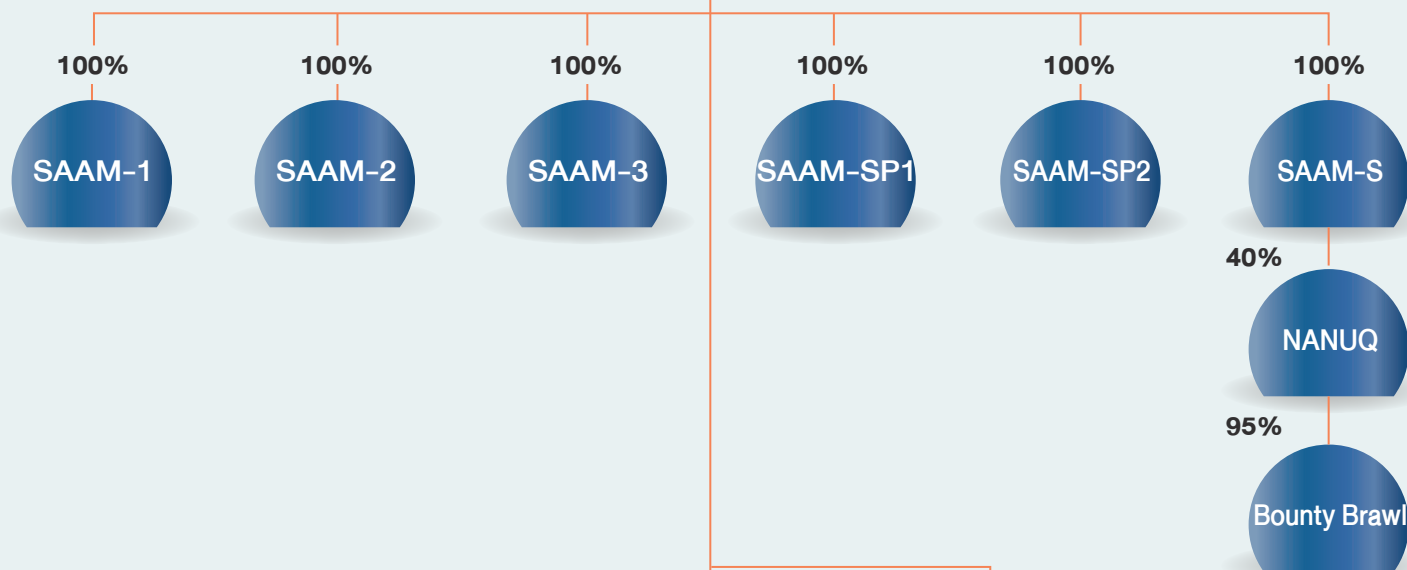 100% 100% 100% 100% 100% 100%
SAAM-1 SAAM-2 SAAM-3 SAAM-SP1 SAAM-SP2 SAAM-S
40%
NANUQ
95%
Bounty Brawl